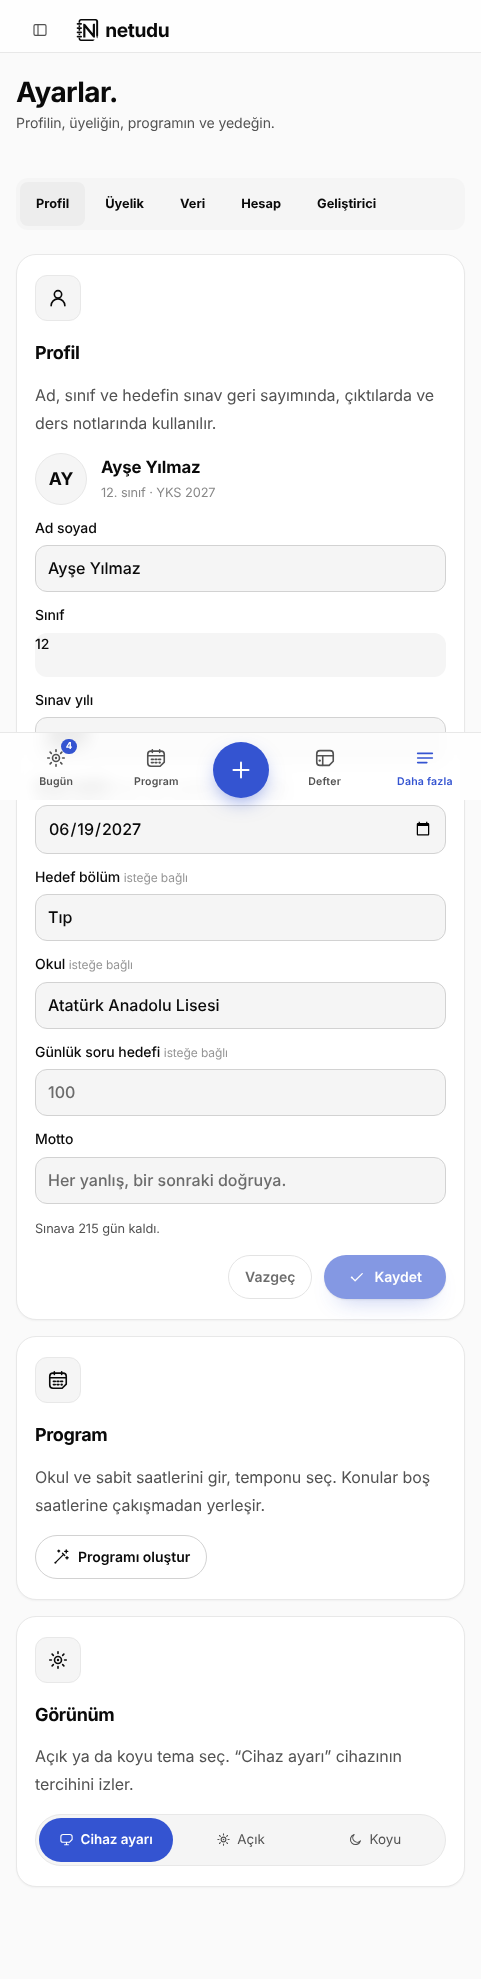 netudu
Ayarlar.
Profilin, üyeliğin, programın ve yedeğin.
Profil
Üyelik
Veri
Hesap
Geliştirici
Profil
Ad, sınıf ve hedefin sınav geri sayımında, çıktılarda ve
ders notlarında kullanılır.
AY
Ayşe Yılmaz
12. sınıf · YKS 2027
Ad soyad
Ayşe Yılmaz
Sınıf
12
Sınav yılı
4
Bugün
Program
Defter
Daha fazla
06/19/2027
Hedef bölüm isteğe bağlı
Tıp
Okul isteğe bağlı
Atatürk Anadolu Lisesi
Günlük soru hedefi isteğe bağlı
100
Motto
Her yanlış, bir sonraki doğruya.
Sınava 215 gün kaldı.
Vazgeç
Kaydet
Program
Okul ve sabit saatlerini gir, temponu seç. Konular boş
saatlerine çakışmadan yerleşir.
Programı oluştur
Görünüm
Açık ya da koyu tema seç. “Cihaz ayarı” cihazının
tercihini izler.
Cihaz ayarı
Açık
Koyu